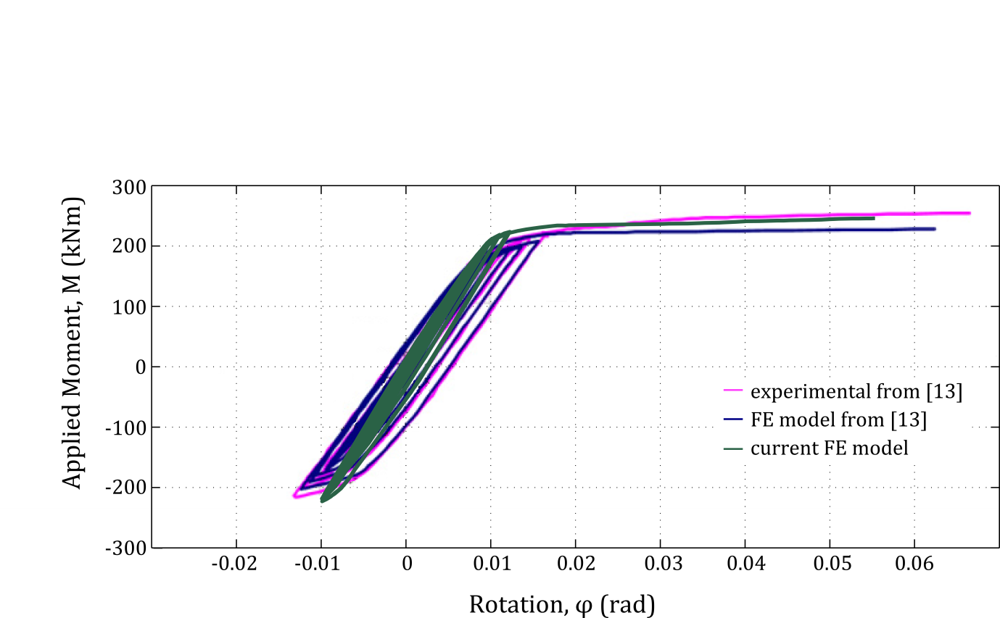 300
200
100
0
-100
-200
-300
Applied Moment, M (kNm)
experimental from [13]
FE model from [13]
current FE model
-0.02 -0.01 0 0.01 0.02 0.03 0.04 0.05 0.06
Rotation, φ (rad)